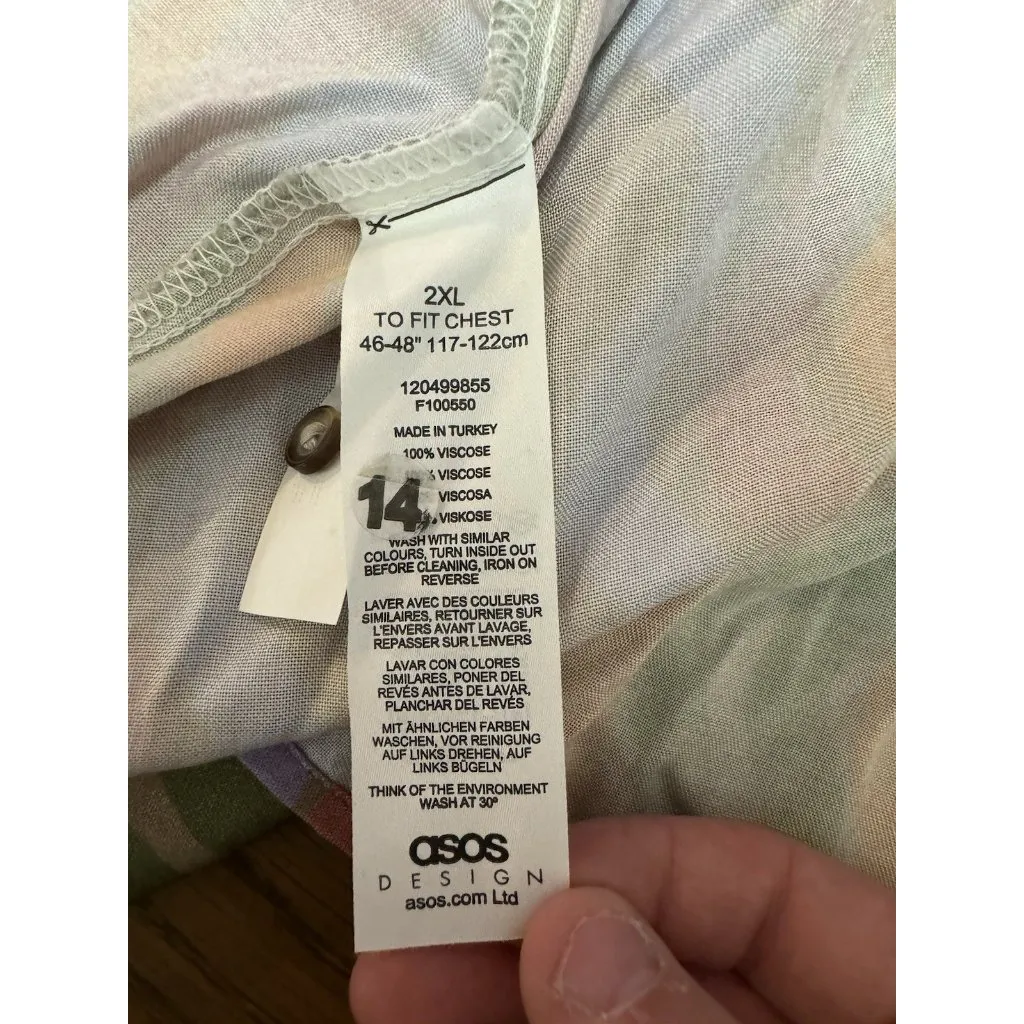 2XL
TO FIT CHEST
46-48" 117-122cm
120499855
F100550
MADE IN TURKEY
100% VISCOSE
% VISCOSE
VISCOSA
14
% VISKOSE
WASH WITH SIMILAR
COLOURS, TURN INSIDE OUT
BEFORE CLEANING, IRON ON
REVERSE
LAVER AVEC DES COULEURS
SIMILAIRES, RETOURNER SUR
L'ENVERS AVANT LAVAGE,
REPASSER SUR L'ENVERS
LAVAR CON COLORES
SIMILARES, PONER DEL
REVÉS ANTES DE LAVAR,
PLANCHAR DEL REVÉS
MIT ÄHNLICHEN FARBEN
WASCHEN, VOR REINIGUNG
AUF LINKS DREHEN, AUF
LINKS BÜGELN
THINK OF THE ENVIRONMENT
WASH AT 30º
asos
DESIGN
asos.com Ltd